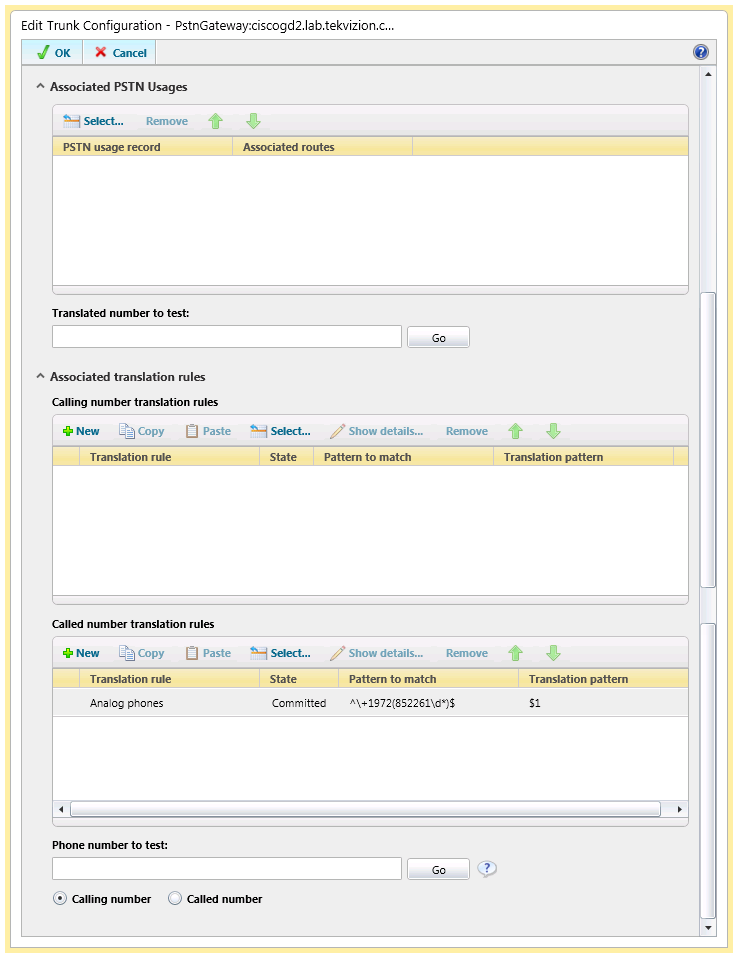 Edit Trunk Configuration - PstnGateway:ciscogd2.lab.tekvizion.c...
OK Cancel ?
Associated PSTN Usages
Select... Remove
PSTN usage record Associated routes
Translated number to test:
Go
Associated translation rules
Calling number translation rules
New Copy Paste Select... Show details... Remove
Translation rule State Pattern to match Translation pattern
Called number translation rules
New Copy Paste Select... Show details... Remove
Translation rule State Pattern to match Translation pattern
Analog phones Committed ^\+1972(852261\d*)$ $1
Phone number to test:
Go ?
Calling number Called number